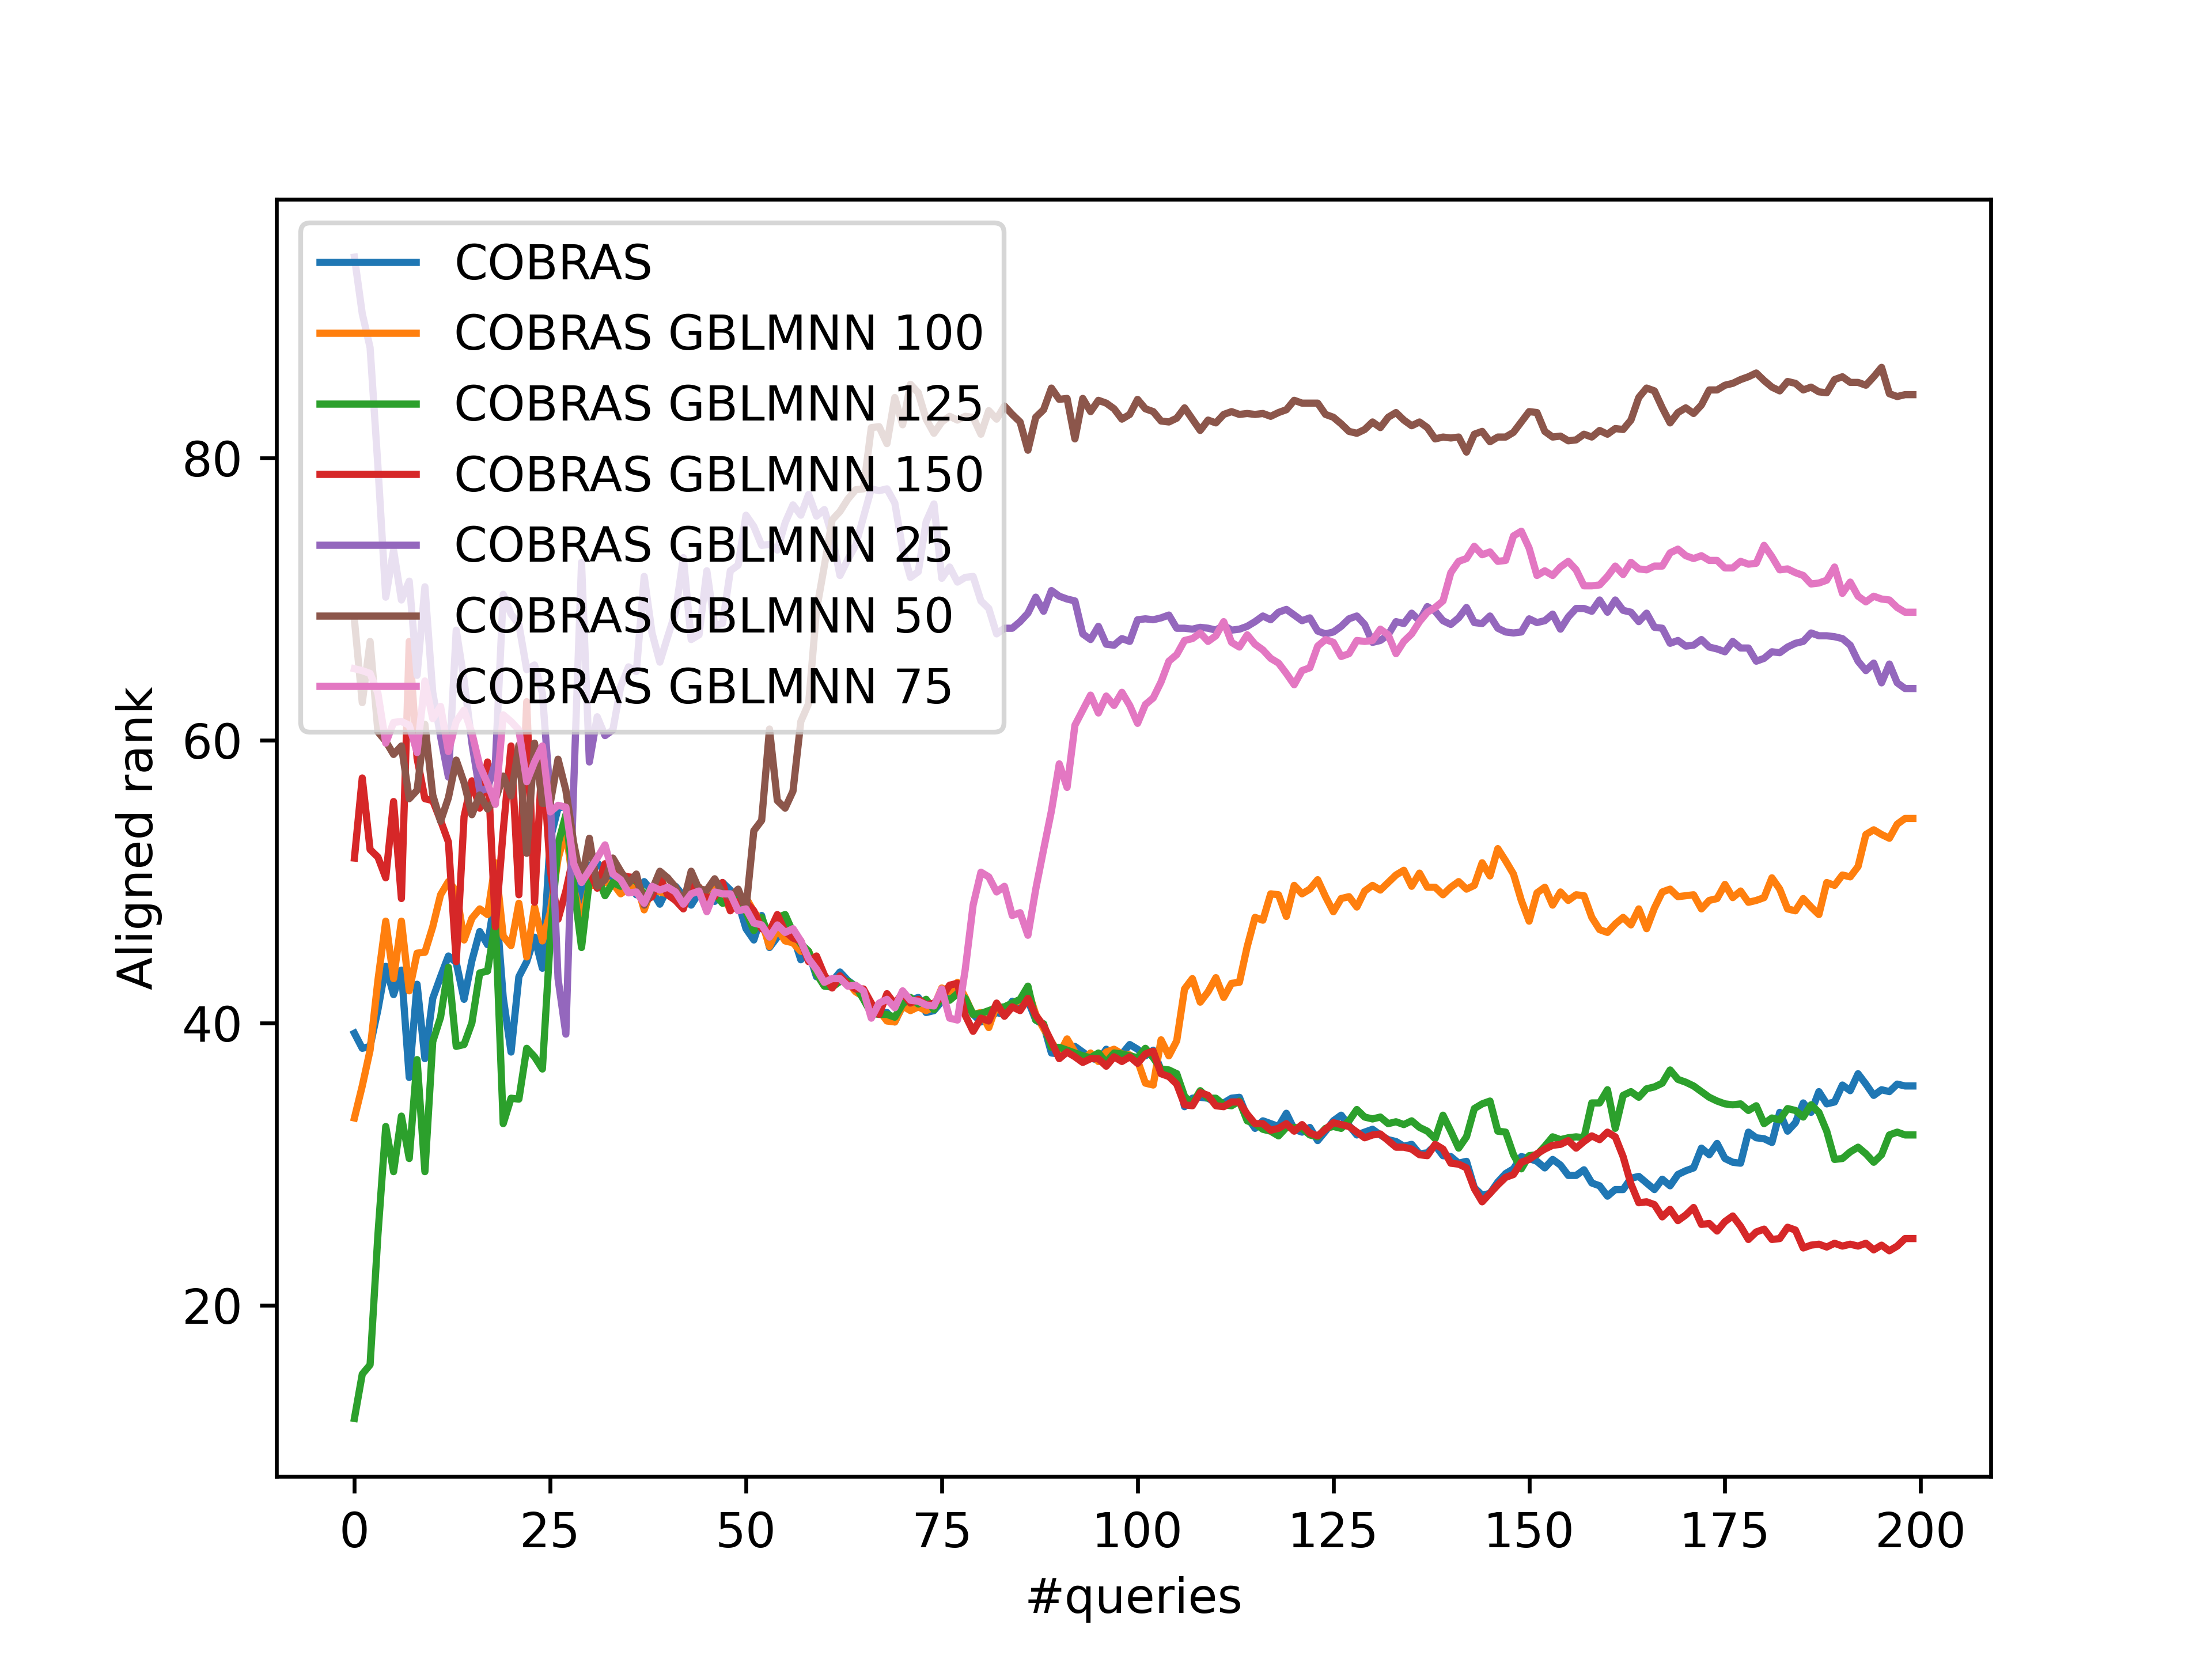 COBRAS
COBRAS GBLMNN 100
COBRAS GBLMNN 125
COBRAS GBLMNN 150
COBRAS GBLMNN 25
COBRAS GBLMNN 50
COBRAS GBLMNN 75
Aligned rank
80
60
40
20
0 25 50 75 100 125 150 175 200
#queries